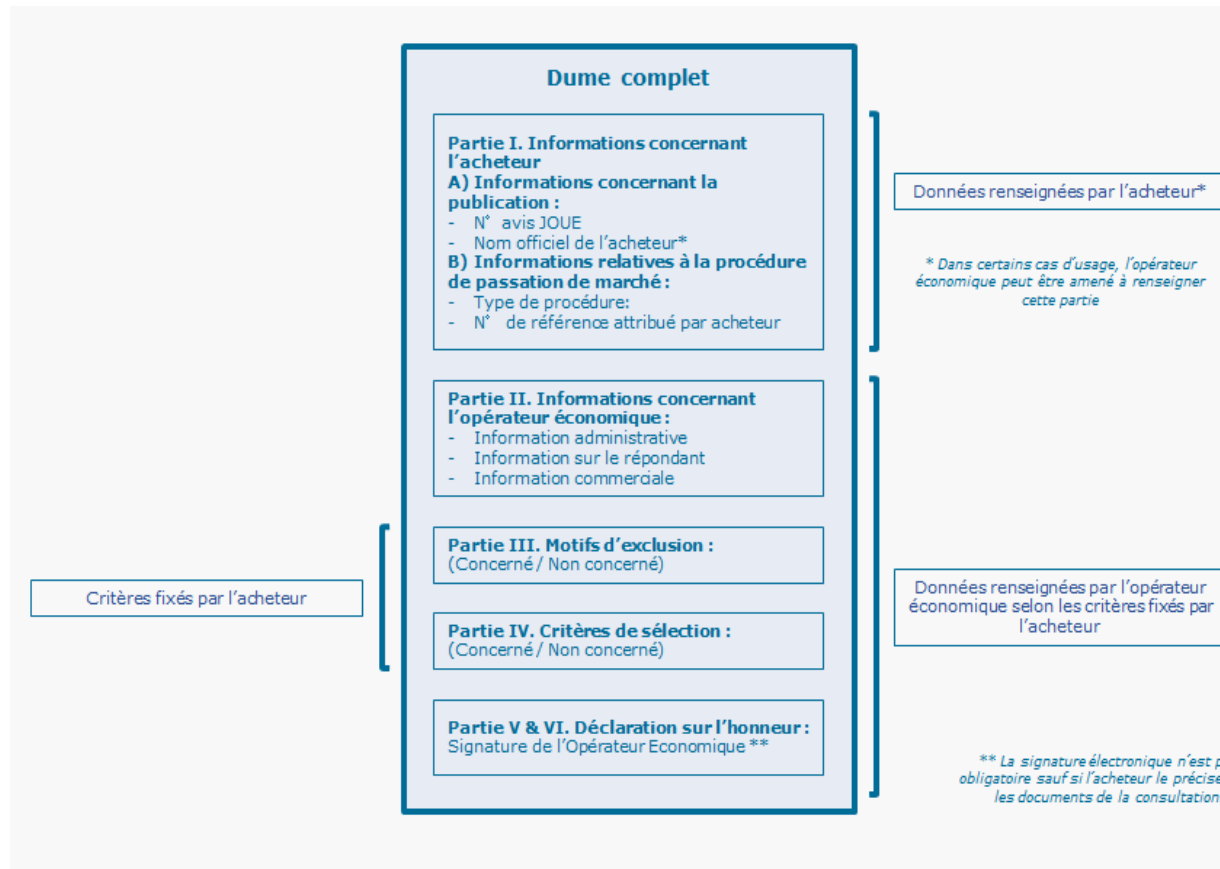 Dume complet
Partie I. Informations concernant
l'acheteur
A) Informations concernant la
publication :
- N° avis JOUE
- Nom officiel de l'acheteur*
B) Informations relatives à la procédure
de passation de marché :
- Type de procédure:
- N° de référence attribué par acheteur
Données renseignées par l'acheteur*
* Dans certains cas d'usage, l'opérateur
économique peut être amené à renseigner
cette partie
Partie II. Informations concernant
l'opérateur économique :
- Information administrative
- Information sur le répondant
- Information commerciale
Partie III. Motifs d'exclusion :
(Concerné / Non concerné)
Critères fixés par l'acheteur
Partie IV. Critères de sélection :
(Concerné / Non concerné)
Données renseignées par l'opérateur
économique selon les critères fixés par
l'acheteur
Partie V & VI. Déclaration sur l'honneur :
Signature de l'Opérateur Economique **
** La signature électronique n'est
obligatoire sauf si l'acheteur le précise
les documents de la consultation